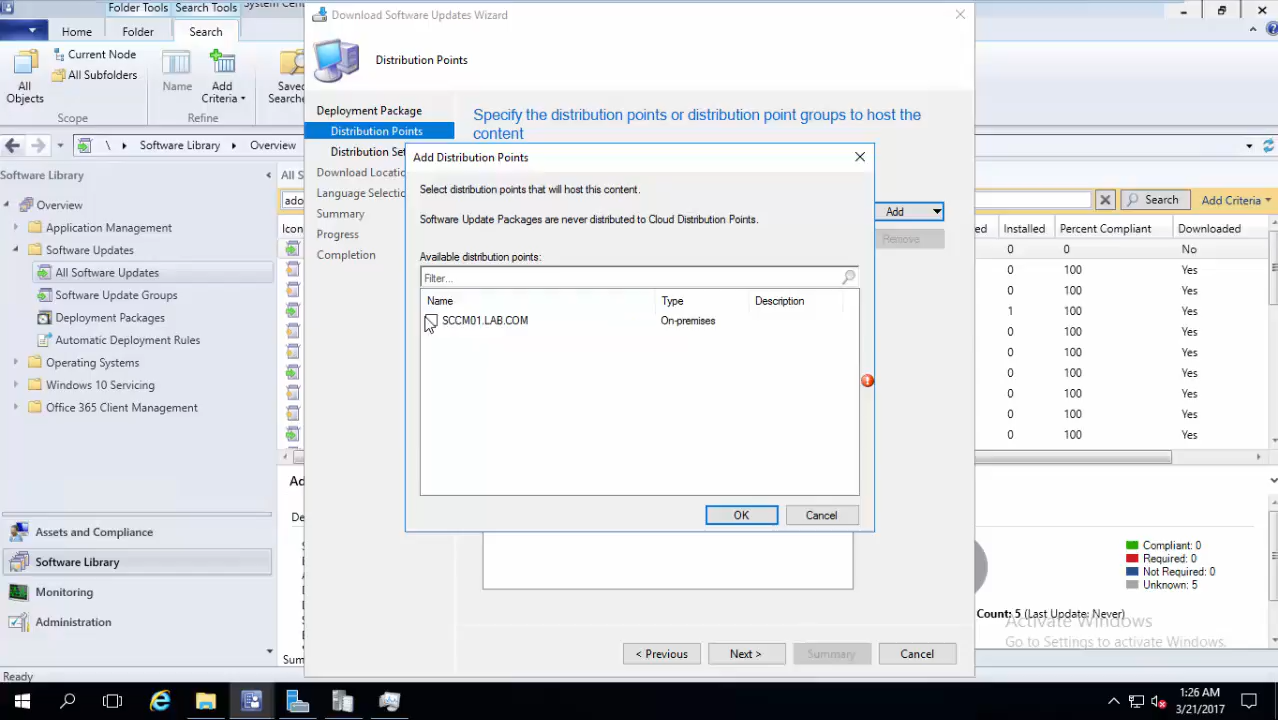 Folder Tools
Search Tools
Download Software Updates Wizard
Home
Folder
Search
Current Node
All Subfolders
All
Objects
Name
Add
Criteria
Scope
Refine
Distribution Points
\
Software Library
Overview
Software Library
Overview
Application Management
Software Updates
All Software Updates
Software Update Groups
Deployment Packages
Automatic Deployment Rules
Operating Systems
Windows 10 Servicing
Office 365 Client Management
Assets and Compliance
Software Library
Monitoring
Administration
Ready
Deployment Package
Distribution Points
Download Locatio
Language Selectio
Summary
Progress
Completion
Specify the distribution points or distribution point groups to host the
content
Add Distribution Points
Select distribution points that will host this content.
Software Update Packages are never distributed to Cloud Distribution Points.
Available distribution points:
Filter...
Name Type Description
SCCM01.LAB.COM On-premises
OK
Cancel
Add
Remove
< Previous
Next >
Summary
Cancel
Search
Add Criteria
Installed Percent Compliant Downloaded
0 0 No
0 100 Yes
0 100 Yes
1 100 Yes
0 100 Yes
0 100 Yes
0 100 Yes
0 100 Yes
0 100 Yes
0 100 Yes
Compliant: 0
Required: 0
Not Required: 0
Unknown: 5
Count: 5 (Last Update: Never)
Activate Windows
Go to Settings to activate Windows.
1:26 AM
3/21/2017